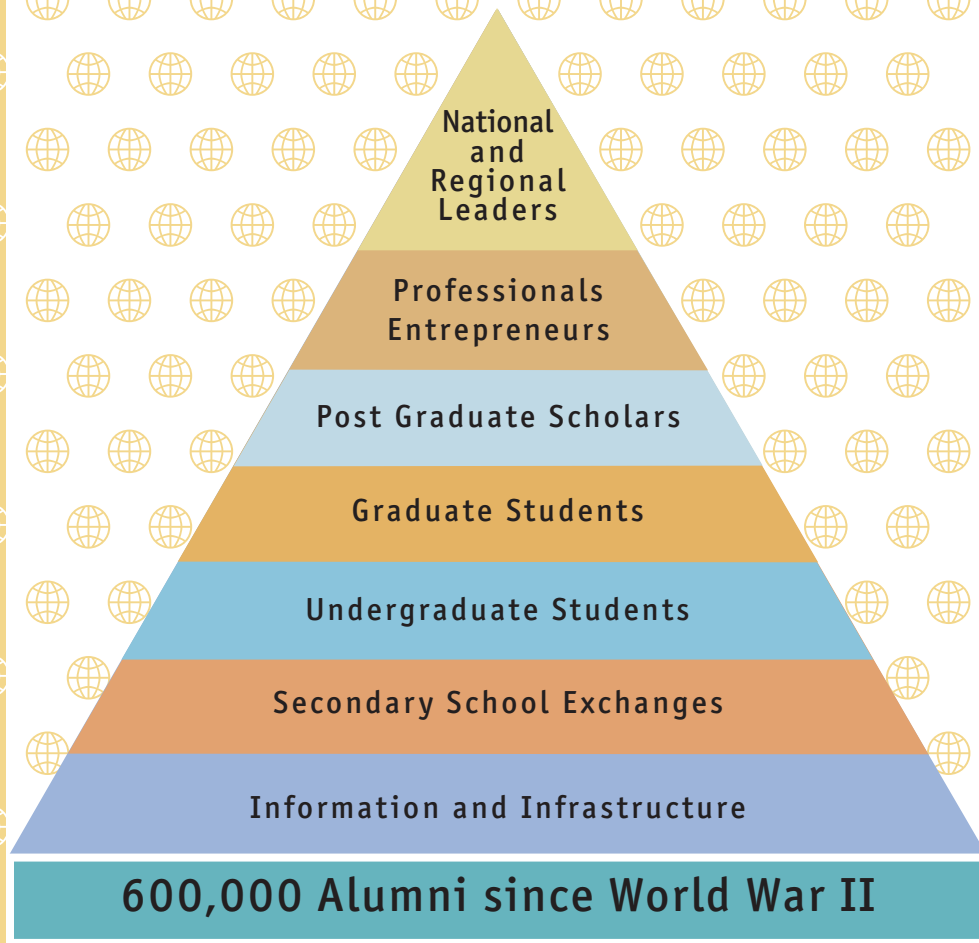 National
and
Regional
Leaders
Professionals
Entrepreneurs
Post Graduate Scholars
Graduate Students
Undergraduate Students
Secondary School Exchanges
Information and Infrastructure
600,000 Alumni since World War II